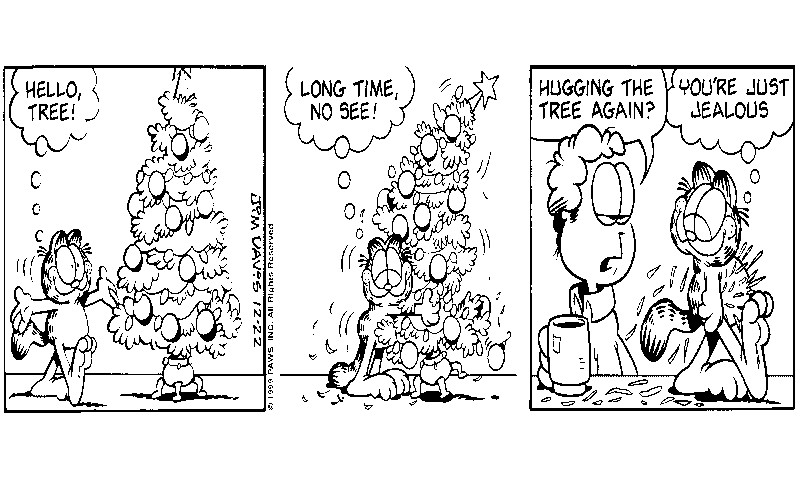 HELLO,
TREE!
JIM DAVIS 12-22
© 1999 PAWS, INC. All Rights Reserved
LONG TIME,
NO SEE!
HUGGING THE
TREE AGAIN?
YOU'RE JUST
JEALOUS